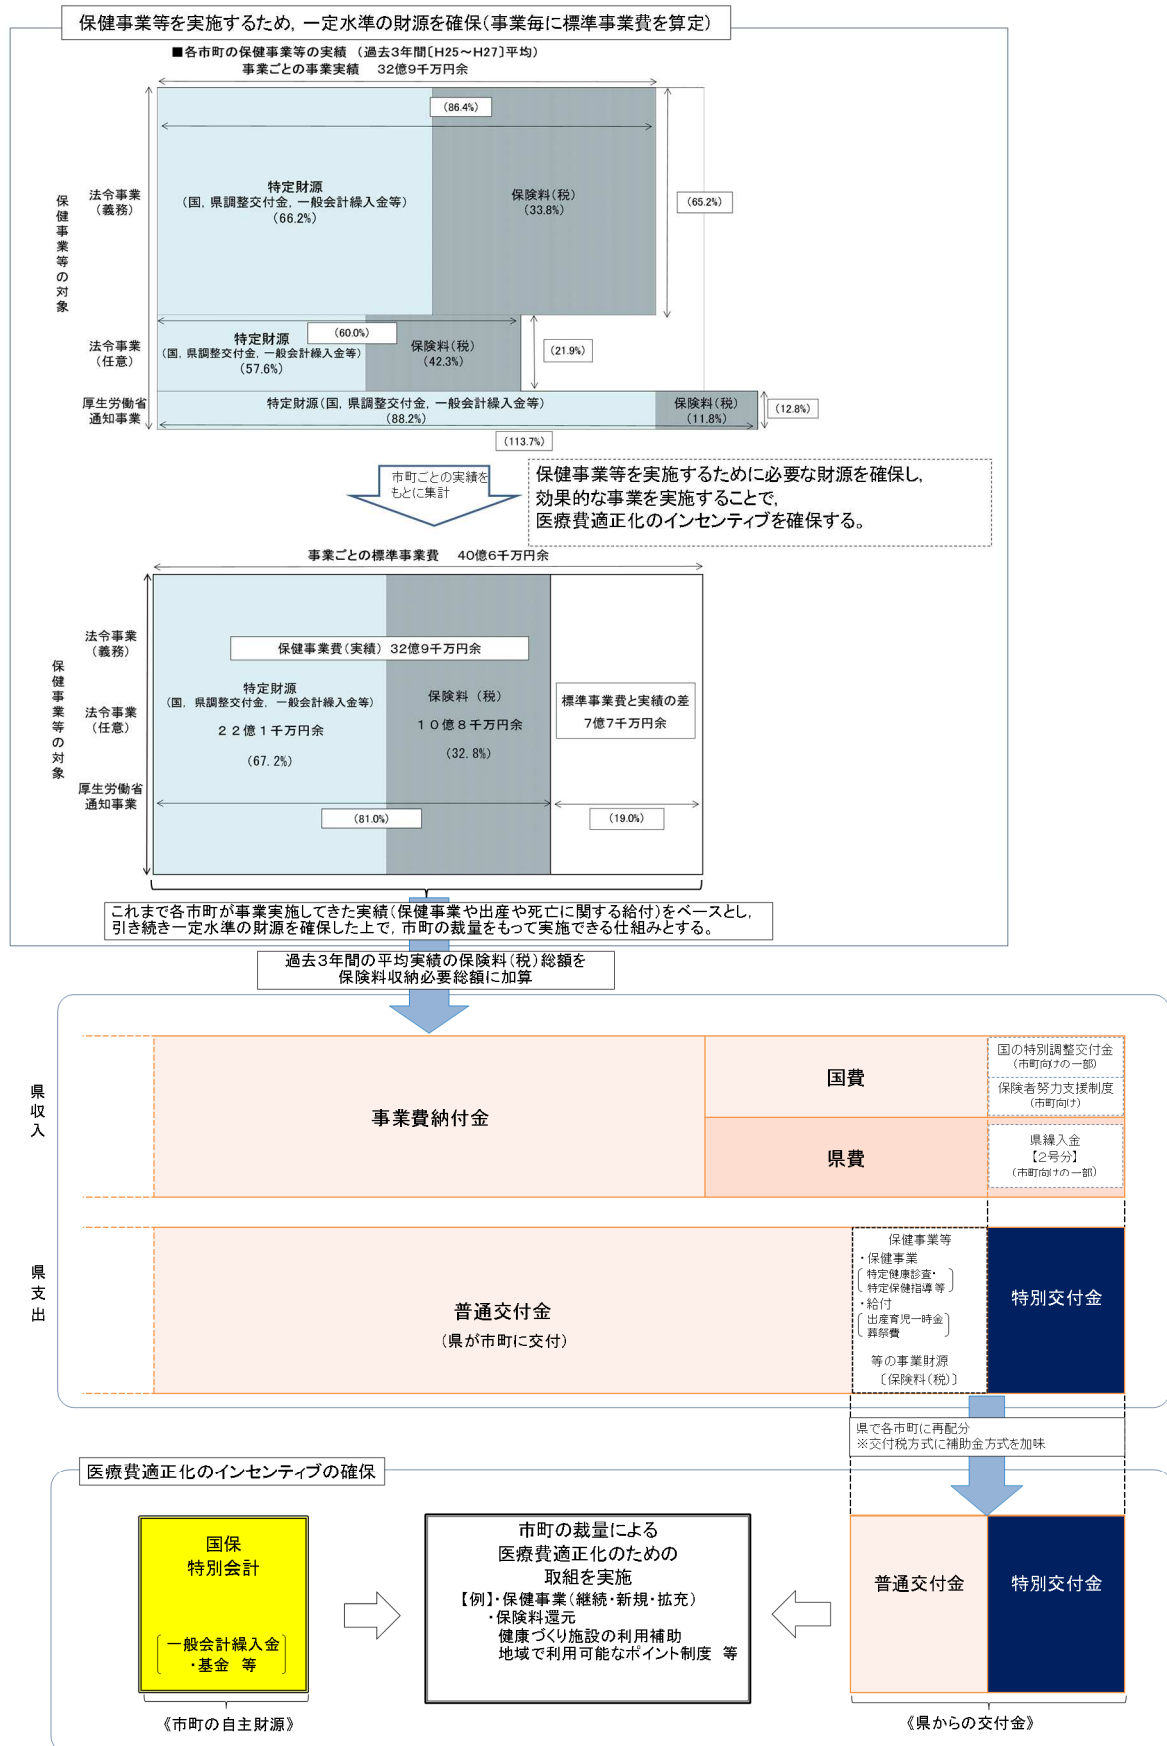 保健事業等を実施するため，一定水準の財源を確保（事業毎に標準事業費を算定）
■各市町の保健事業等の実績 （過去3年間〔H25～H27〕平均）
事業ごとの事業実績　32億9千万円余
（86.4%）
保健事業等の対象
法令事業
（義務）
特定財源
（国，県調整交付金，一般会計繰入金等）
（66.2%）
保険料（税）
（33.8%）
（65.2%）
法令事業
（任意）
（60.0%）
特定財源
（国，県調整交付金，一般会計繰入金等）
（57.6%）
保険料（税）
（42.3%）
（21.9%）
厚生労働省
通知事業
特定財源（国，県調整交付金，一般会計繰入金等）
（88.2%）
保険料（税）
（11.8%）
（12.8%）
（113.7%）
市町ごとの実績を
もとに集計
保健事業等を実施するために必要な財源を確保し，
効果的な事業を実施することで，
医療費適正化のインセンティブを確保する。
事業ごとの標準事業費　40億6千万円余
保健事業等の対象
法令事業
（義務）
法令事業
（任意）
厚生労働省
通知事業
保健事業費（実績） 32億9千万円余
特定財源
（国，県調整交付金，一般会計繰入金等）
２２億１千万円余
（67.2%）
保険料 （税）
１０億８千万円余
（32.8%）
標準事業費と実績の差
7億7千万円余
（81.0%）
（19.0%）
これまで各市町が事業実施してきた実績（保健事業や出産や死亡に関する給付）をベースとし，
引き続き一定水準の財源を確保した上で，市町の裁量をもって実施できる仕組みとする。
過去３年間の平均実績の保険料（税）総額を
保険料収納必要総額に加算
県収入
事業費納付金
国費
県費
国の特別調整交付金
（市町向けの一部）
保険者努力支援制度
（市町向け）
県繰入金
【2号分】
（市町向けの一部）
県支出
普通交付金
（県が市町に交付）
保健事業等
・保健事業
特定健康診査・
特定保健指導 等
・給付
出産育児一時金
葬祭費
等の事業財源
〔保険料（税）〕
特別交付金
県で各市町に再配分
※交付税方式に補助金方式を加味
医療費適正化のインセンティブの確保
国保
特別会計
一般会計繰入金
・基金　等
《市町の自主財源》
市町の裁量による
医療費適正化のための
取組を実施
【例】・保健事業（継続・新規・拡充）
・保険料還元
健康づくり施設の利用補助
地域で利用可能なポイント制度　等
普通交付金
特別交付金
《県からの交付金》